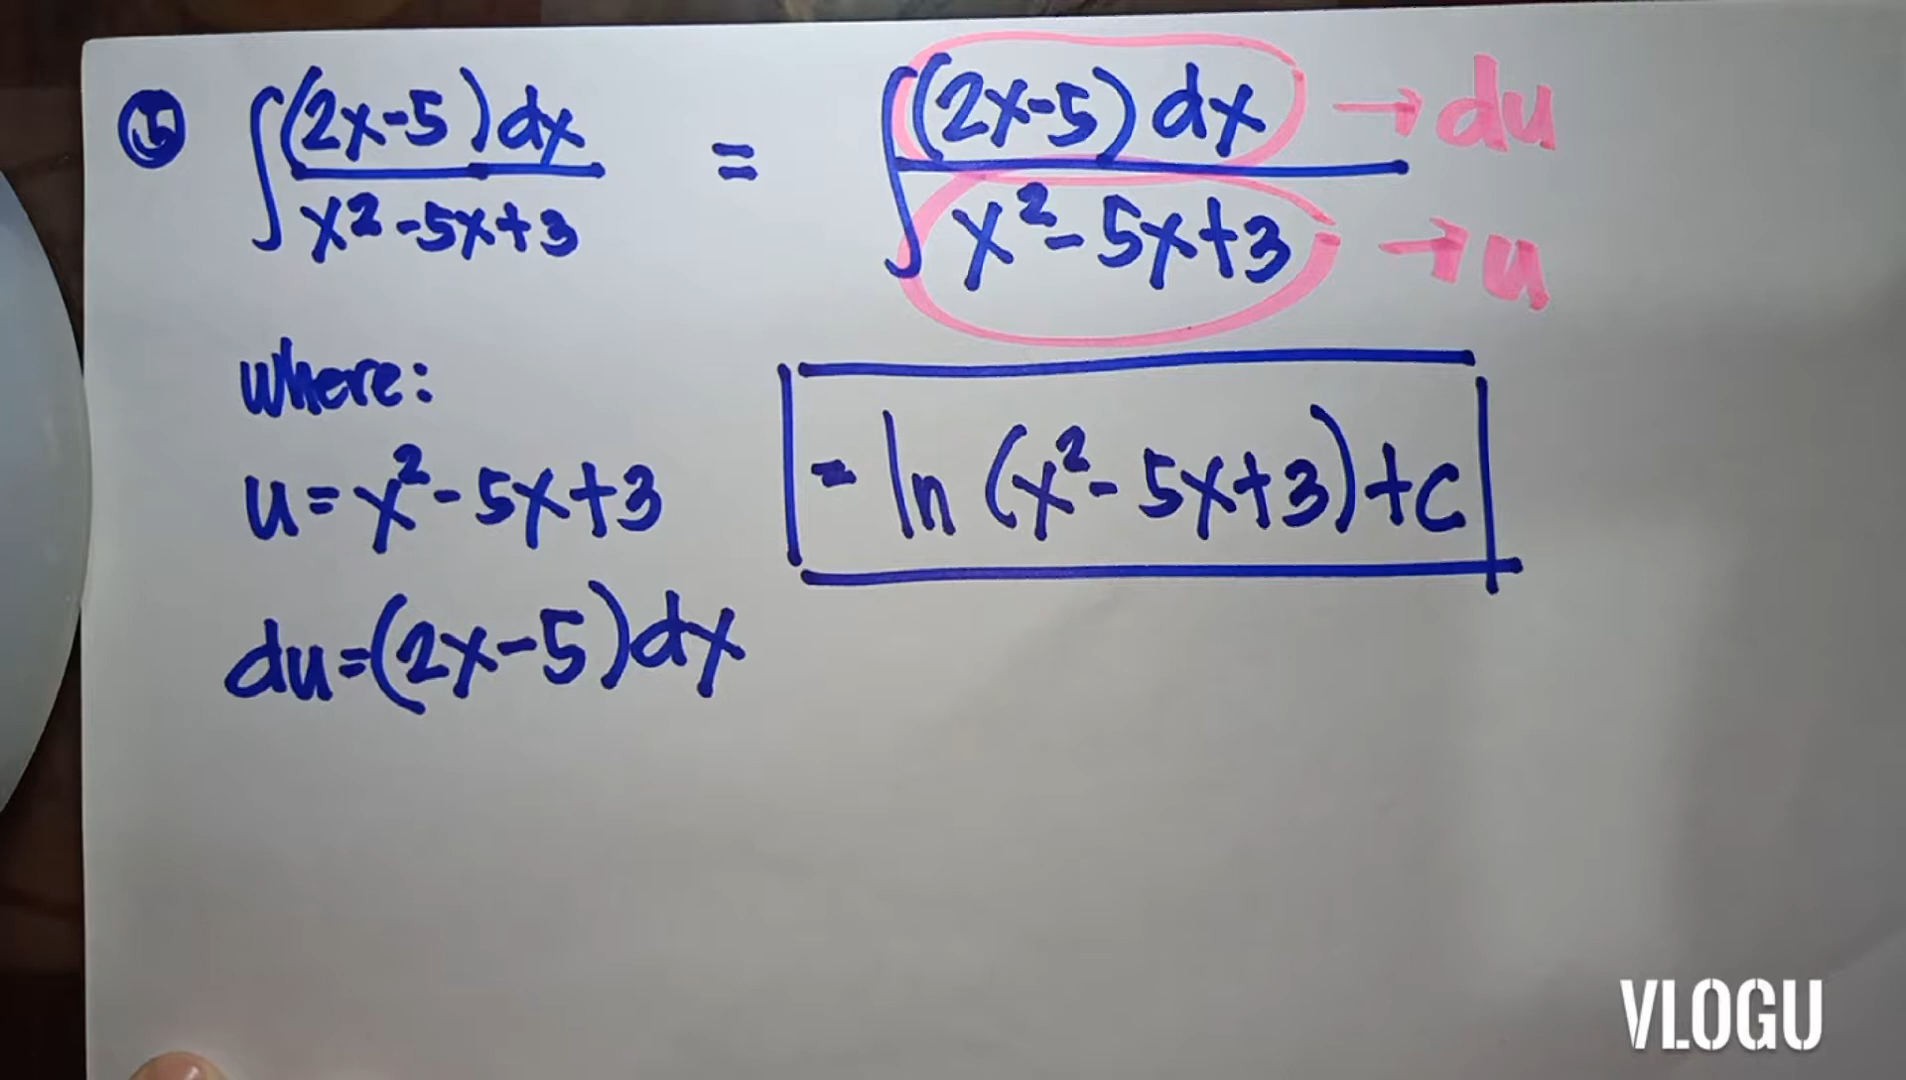 ⑤ ∫ (2x-5)dx / x² - 5x + 3 = ∫ (2x-5) dx / x² - 5x + 3 → du → u
where:
u = x² - 5x + 3
du = (2x - 5) dx
= ln (x² - 5x + 3) + c
VLOGU